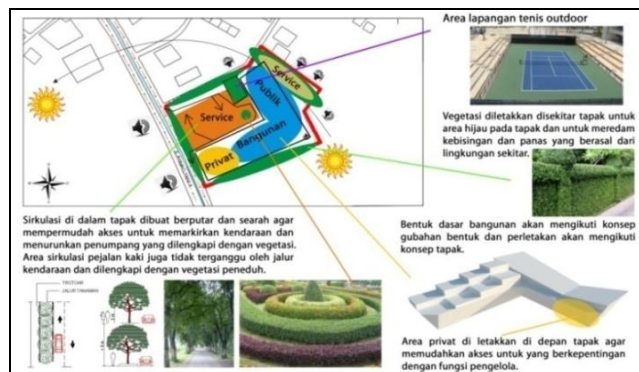 Area lapangan tenis outdoor
Service
Publik
Service
Bangunan
Privat
Vegetasi diletakkan disekitar tapak untuk
area hijau pada tapak dan untuk meredam
kebisingan dan panas yang berasal dari
lingkungan sekitar.
Sirkulasi di dalam tapak dibuat berputar dan searah agar
mempermudah akses untuk memarkirkan kendaraan dan
menurunkan penumpang yang dilengkapi dengan vegetasi.
Area sirkulasi pejalan kaki juga tidak terganggu oleh jalur
kendaraan dan dilengkapi dengan vegetasi peneduh.
Bentuk dasar bangunan akan mengikuti konsep
gubahan bentuk dan perletakan akan mengikuti
konsep tapak.
TROTOAR
JALUR TANAMAN
Area privat di letakkan di depan tapak agar
memudahkan akses untuk yang berkepentingan
dengan fungsi pengelola.